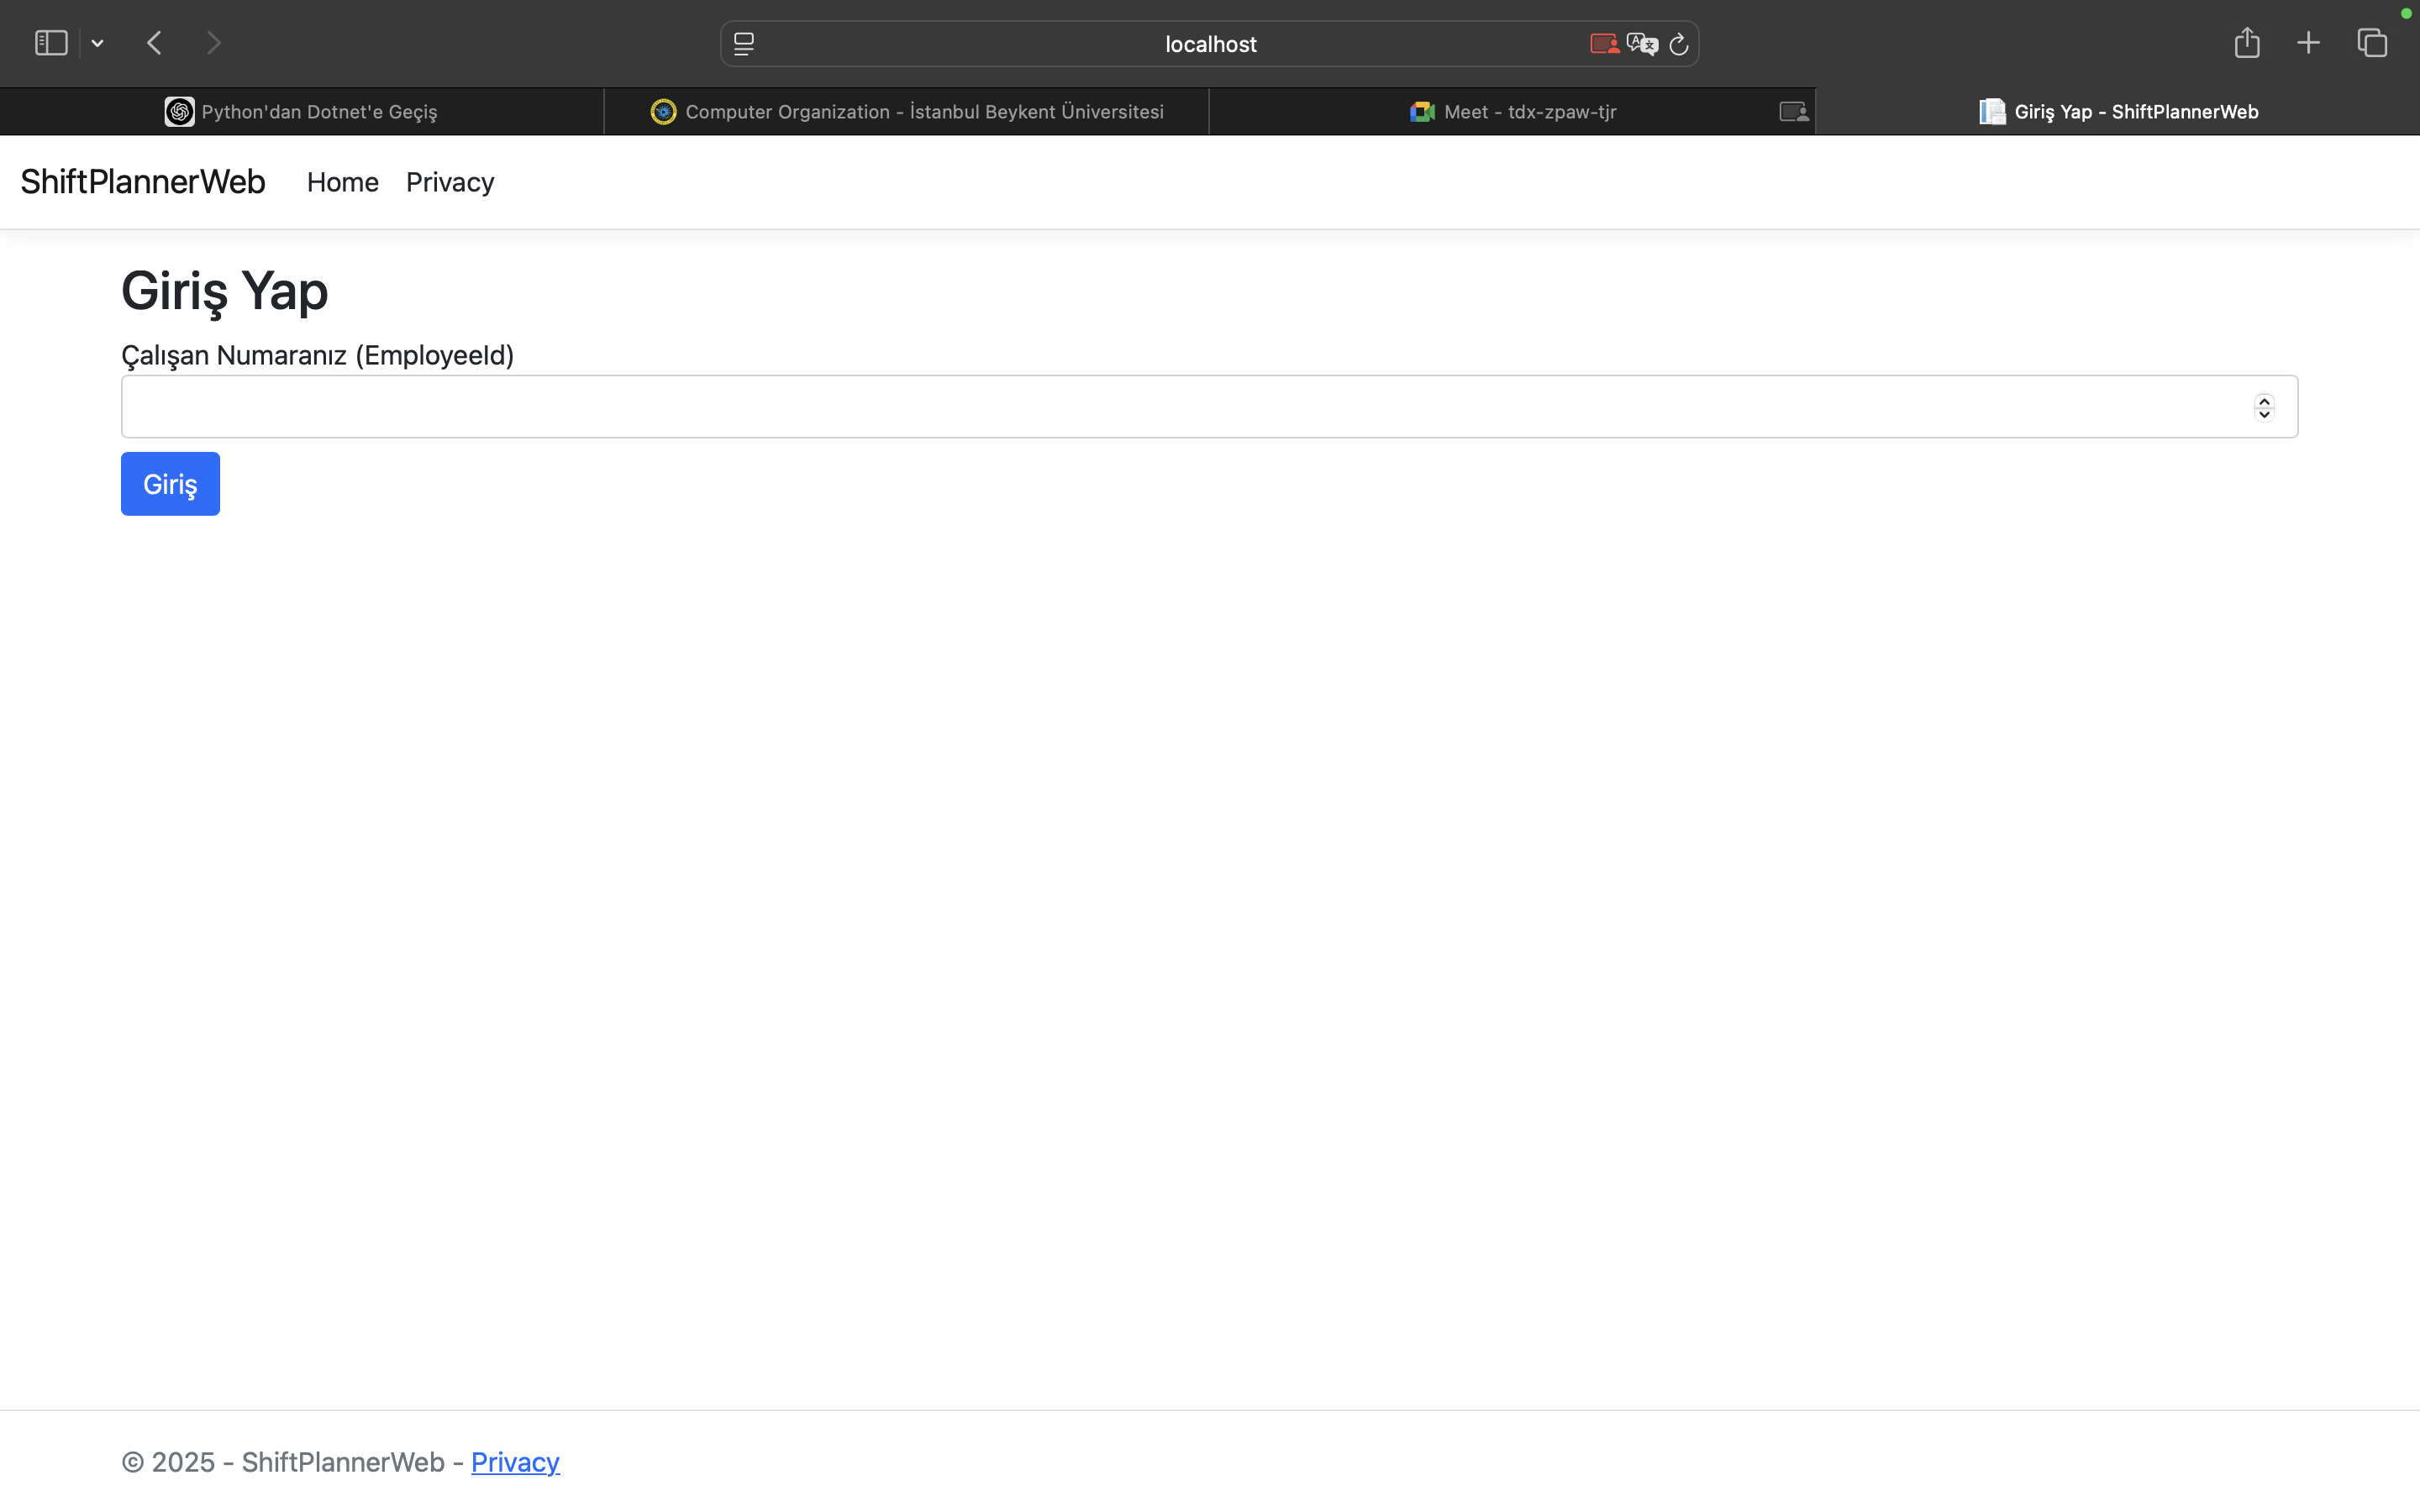 localhost
Python'dan Dotnet'e Geçiş
Computer Organization - İstanbul Beykent Üniversitesi
Meet - tdx-zpaw-tjr
Giriş Yap - ShiftPlannerWeb
ShiftPlannerWeb Home Privacy
Giriş Yap
Çalışan Numaranız (EmployeeId)
Giriş
© 2025 - ShiftPlannerWeb - Privacy